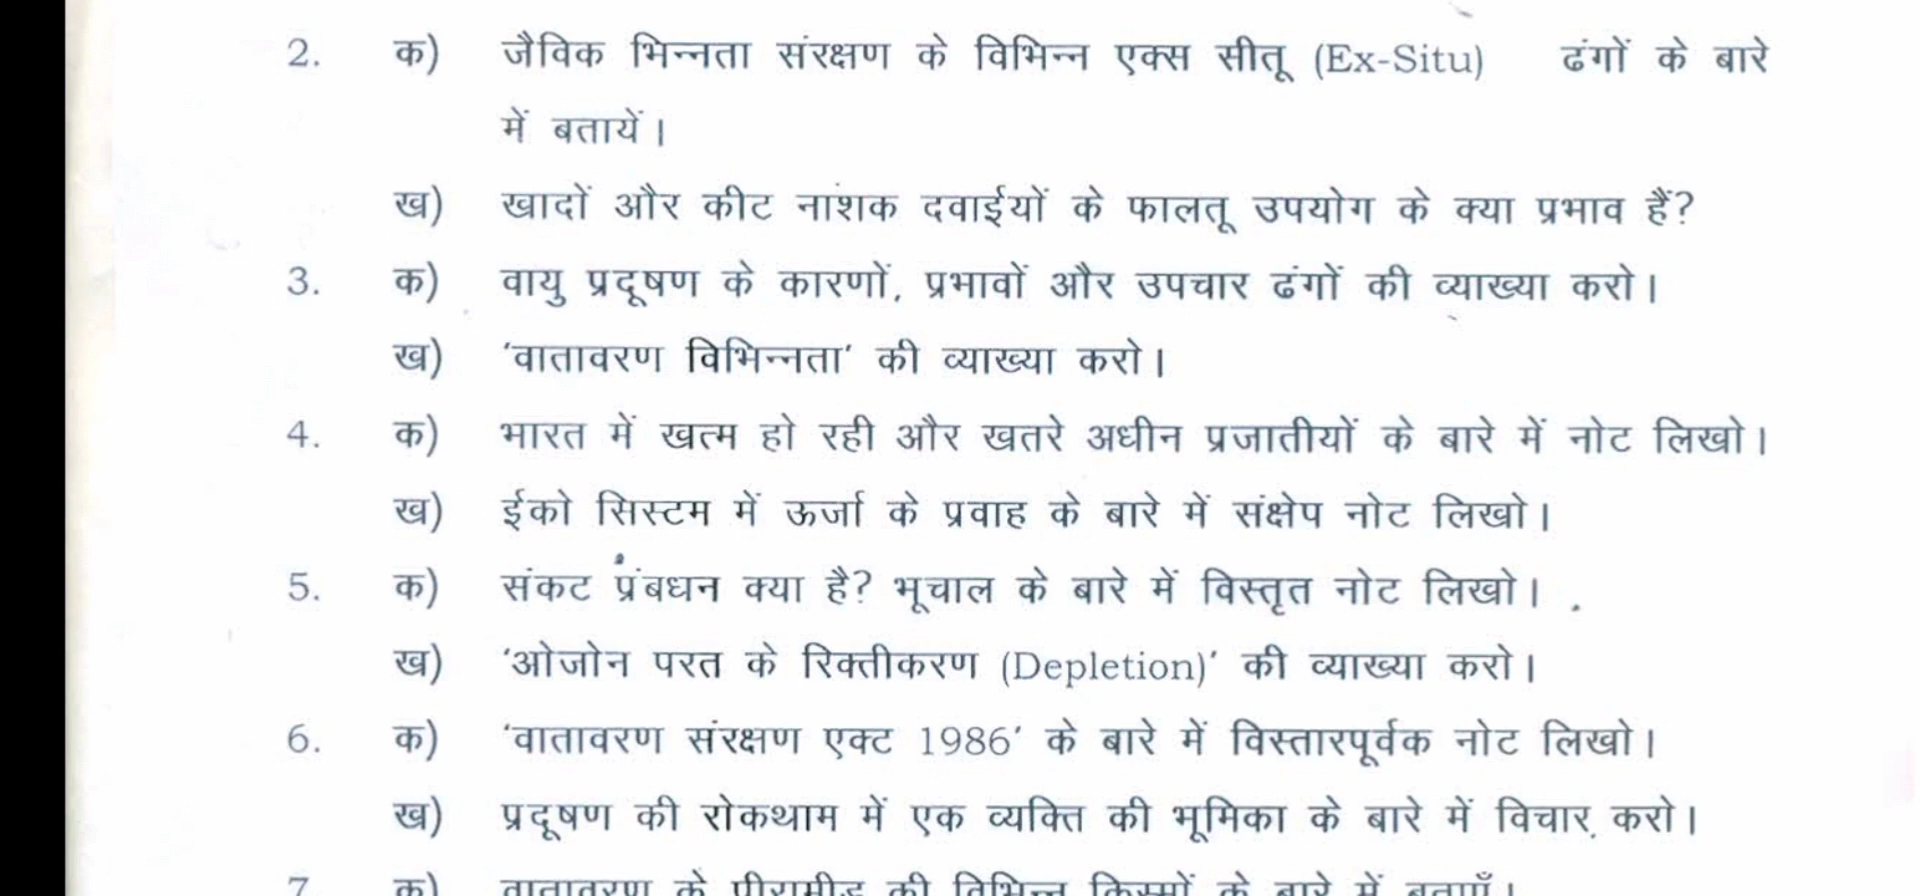 2. क) जैविक भिन्नता संरक्षण के विभिन्न एक्स सीतू (Ex-Situ) ढंगों के बारे
में बतायें।
ख) खादों और कीट नांशक दवाईयों के फालतू उपयोग के क्या प्रभाव हैं?
3. क) वायु प्रदूषण के कारणों, प्रभावों और उपचार ढंगों की व्याख्या करो।
ख) ‘वातावरण विभिन्नता’ की व्याख्या करो।
4. क) भारत में खत्म हो रही और खतरे अधीन प्रजातीयों के बारे में नोट लिखो।
ख) ईको सिस्टम में ऊर्जा के प्रवाह के बारे में संक्षेप नोट लिखो।
5. क) संकट प्रंबधन क्या है? भूचाल के बारे में विस्तृत नोट लिखो।
ख) ‘ओजोन परत के रिक्तीकरण (Depletion)’ की व्याख्या करो।
6. क) ‘वातावरण संरक्षण एक्ट 1986’ के बारे में विस्तारपूर्वक नोट लिखो।
ख) प्रदूषण की रोकथाम में एक व्यक्ति की भूमिका के बारे में विचार करो।
7. क) वातावरण के पीरामीड की विभिन्न किस्मों के बारे में बताएँ।